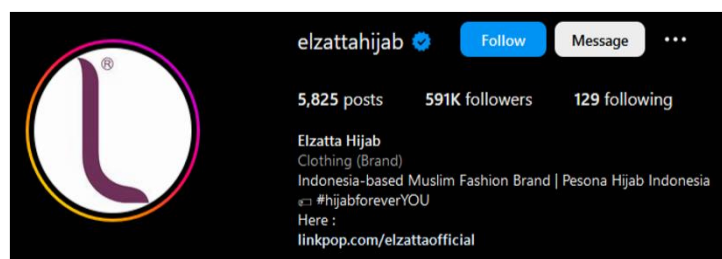 elzattahijab Follow Message
5,825 posts 591K followers 129 following
Elzatta Hijab
Clothing (Brand)
Indonesia-based Muslim Fashion Brand | Pesona Hijab Indonesia
#hijabforeverYOU
Here :
linkpop.com/elzattaofficial
®